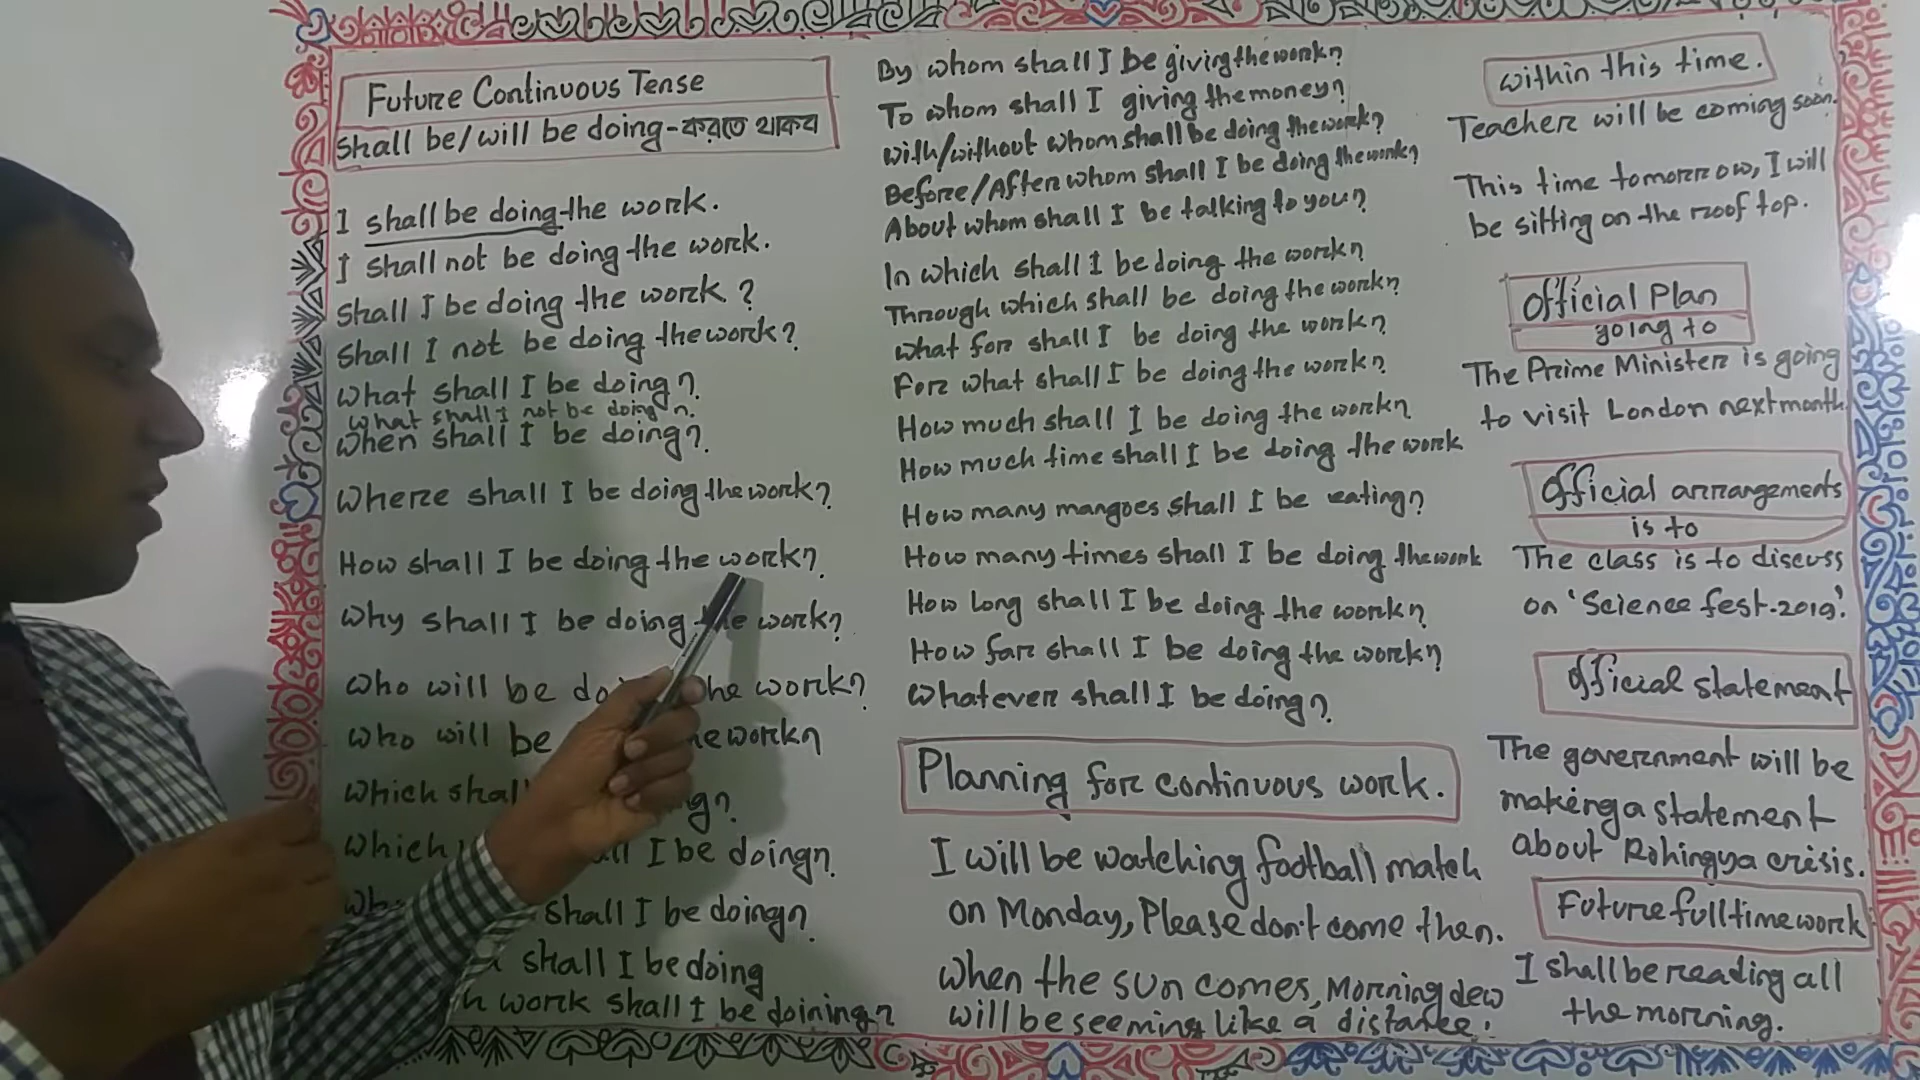 Future Continuous Tense
shall be/will be doing-করতে থাকব
I shall be doing the work.
I shall not be doing the work.
Shall I be doing the work?
Shall I not be doing the work?
What shall I be doing?
What shall I not be doing?
When shall I be doing?
Where shall I be doing the work?
How shall I be doing the work?
Why shall I be doing the work?
Who will be the work?
Who will be work?
Which shall
Which I be doing?
shall I be doing?
shall I be doing
work shall I be doining?
By whom shall I be giving the work?
To whom shall I giving the money?
With/without whom shall be doing the work?
Before/After whom shall I be doing the work?
About whom shall I be talking to you?
In which shall I be doing the work?
Through which shall be doing the work?
What for shall I be doing the work?
For what shall I be doing the work?
How much shall I be doing the work?
How much time shall I be doing the work
How many mangoes shall I be eating?
How many times shall I be doing the work
How long shall I be doing the work?
How far shall I be doing the work?
Whatever shall I be doing?
Planning for continuous work.
I will be watching football match
on Monday, Please don't come then.
When the sun comes, Morning dew
will be seeming like a distance.
within this time.
Teacher will be coming soon.
This time tomorrow, I will
be sitting on the roof top.
Official Plan
going to
The Prime Minister is going
to visit London next month.
Official arrangements
is to
The class is to discuss
on 'Science fest-2019'.
Official statement
The government will be
making a statement
about Rohingya crisis.
Future full time work
I shall be reading all
the morning.